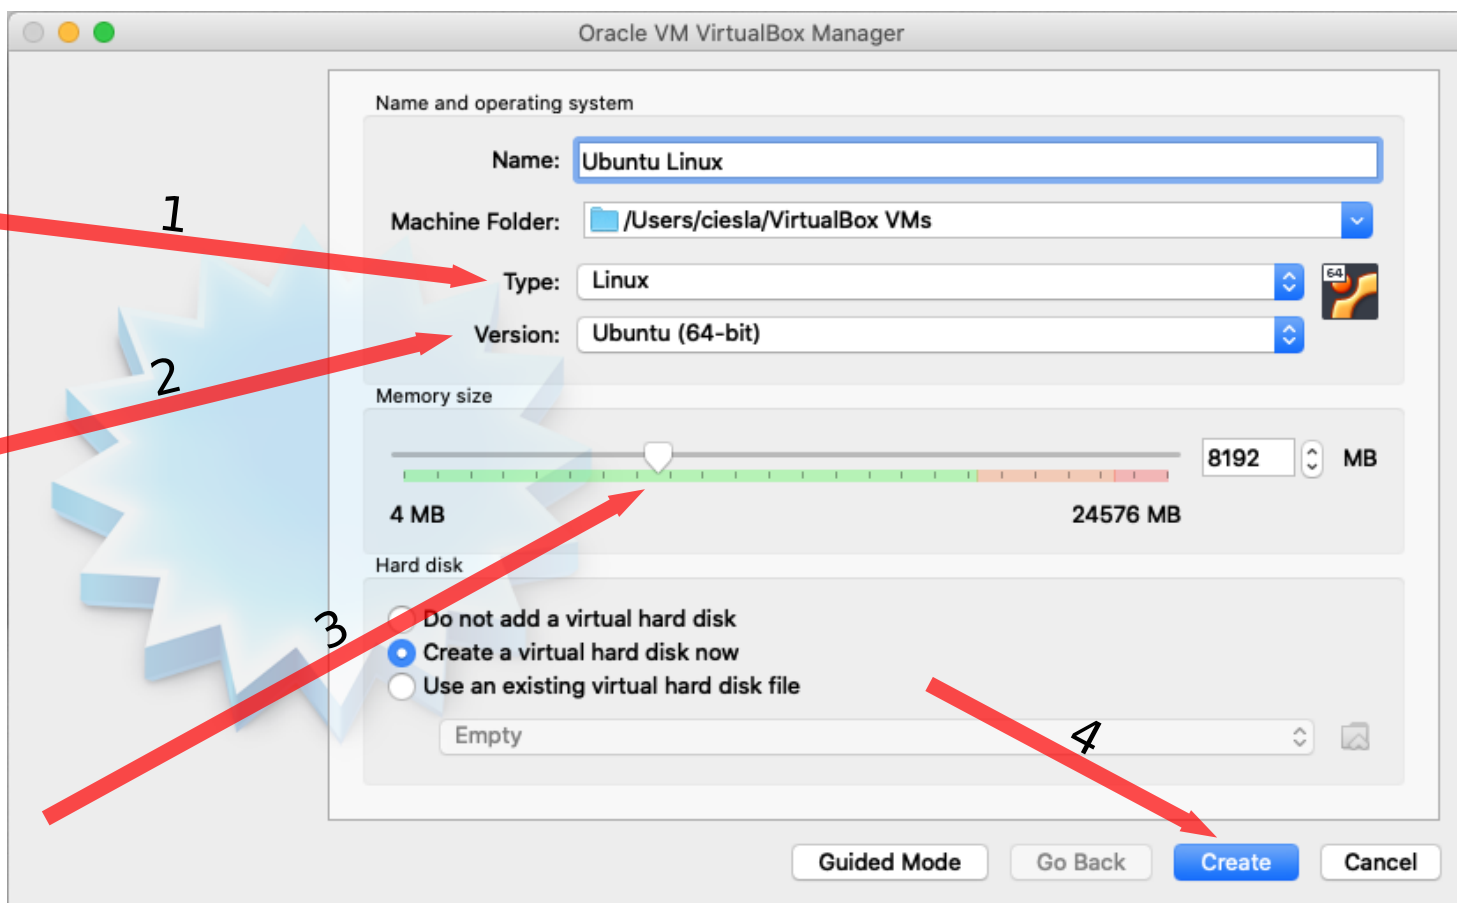 Oracle VM VirtualBox Manager
Name and operating system
Name: Ubuntu Linux
1
Machine Folder: /Users/ciesla/VirtualBox VMs
Type: Linux
64
2
Version: Ubuntu (64-bit)
Memory size
8192 MB
4 MB 24576 MB
Hard disk
3
Do not add a virtual hard disk
Create a virtual hard disk now
Use an existing virtual hard disk file
Empty
4
Guided Mode Go Back Create Cancel